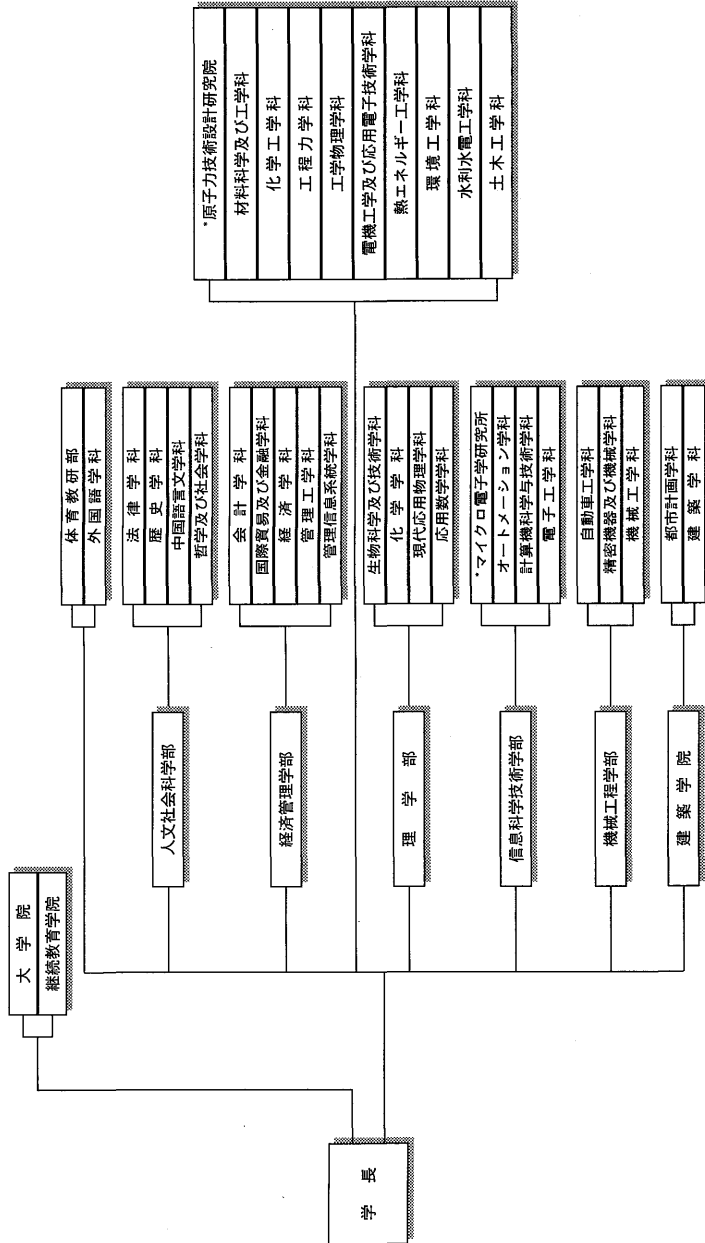 学長
大学院
継続教育学院
体育教研部
外国語学科
人文社会科学部
法律学科
歴史学科
中国語言文学科
哲学及び社会学科
経済管理学部
会計学科
国際貿易及び金融学科
経済学科
管理工学科
管理信息系統学科
*原子力技術設計研究院
材料科学及び工学科
化学工学科
工程力学科
工学物理学科
電機工学及び応用電子技術学科
熱エネルギー工学科
環境工学科
水利水電工学科
土木工学科
理学部
生物科学及び技術学科
化学学科
現代応用物理学科
応用数学学科
信息科学技術学部
*マイクロ電子学研究所
オートメーション学科
計算機科学与技術学科
電子工学科
機械工程学部
自動車工学科
精密機器及び機械学科
機械工学科
建築学院
都市計画学科
建築学科